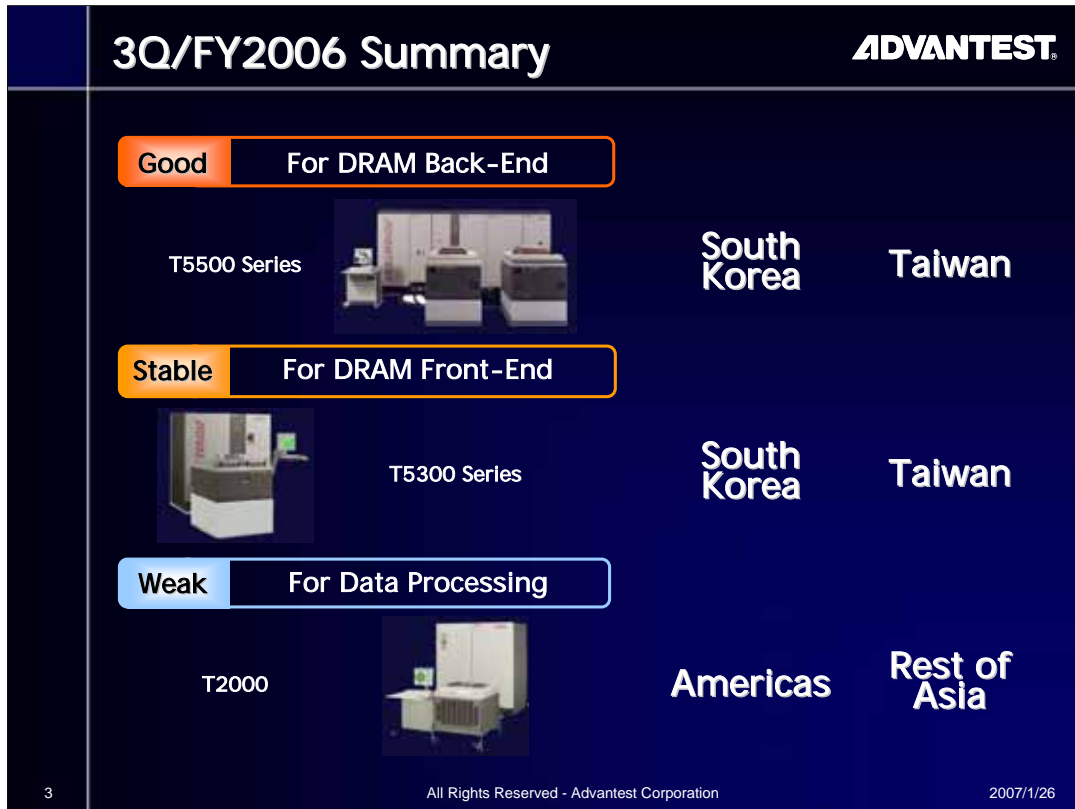 3Q/FY2006 Summary
ADVANTEST®
Good
For DRAM Back-End
T5500 Series
South
Korea
Taiwan
Stable
For DRAM Front-End
T5300 Series
South
Korea
Taiwan
Weak
For Data Processing
T2000
Americas
Rest of
Asia
3
All Rights Reserved - Advantest Corporation
2007/1/26